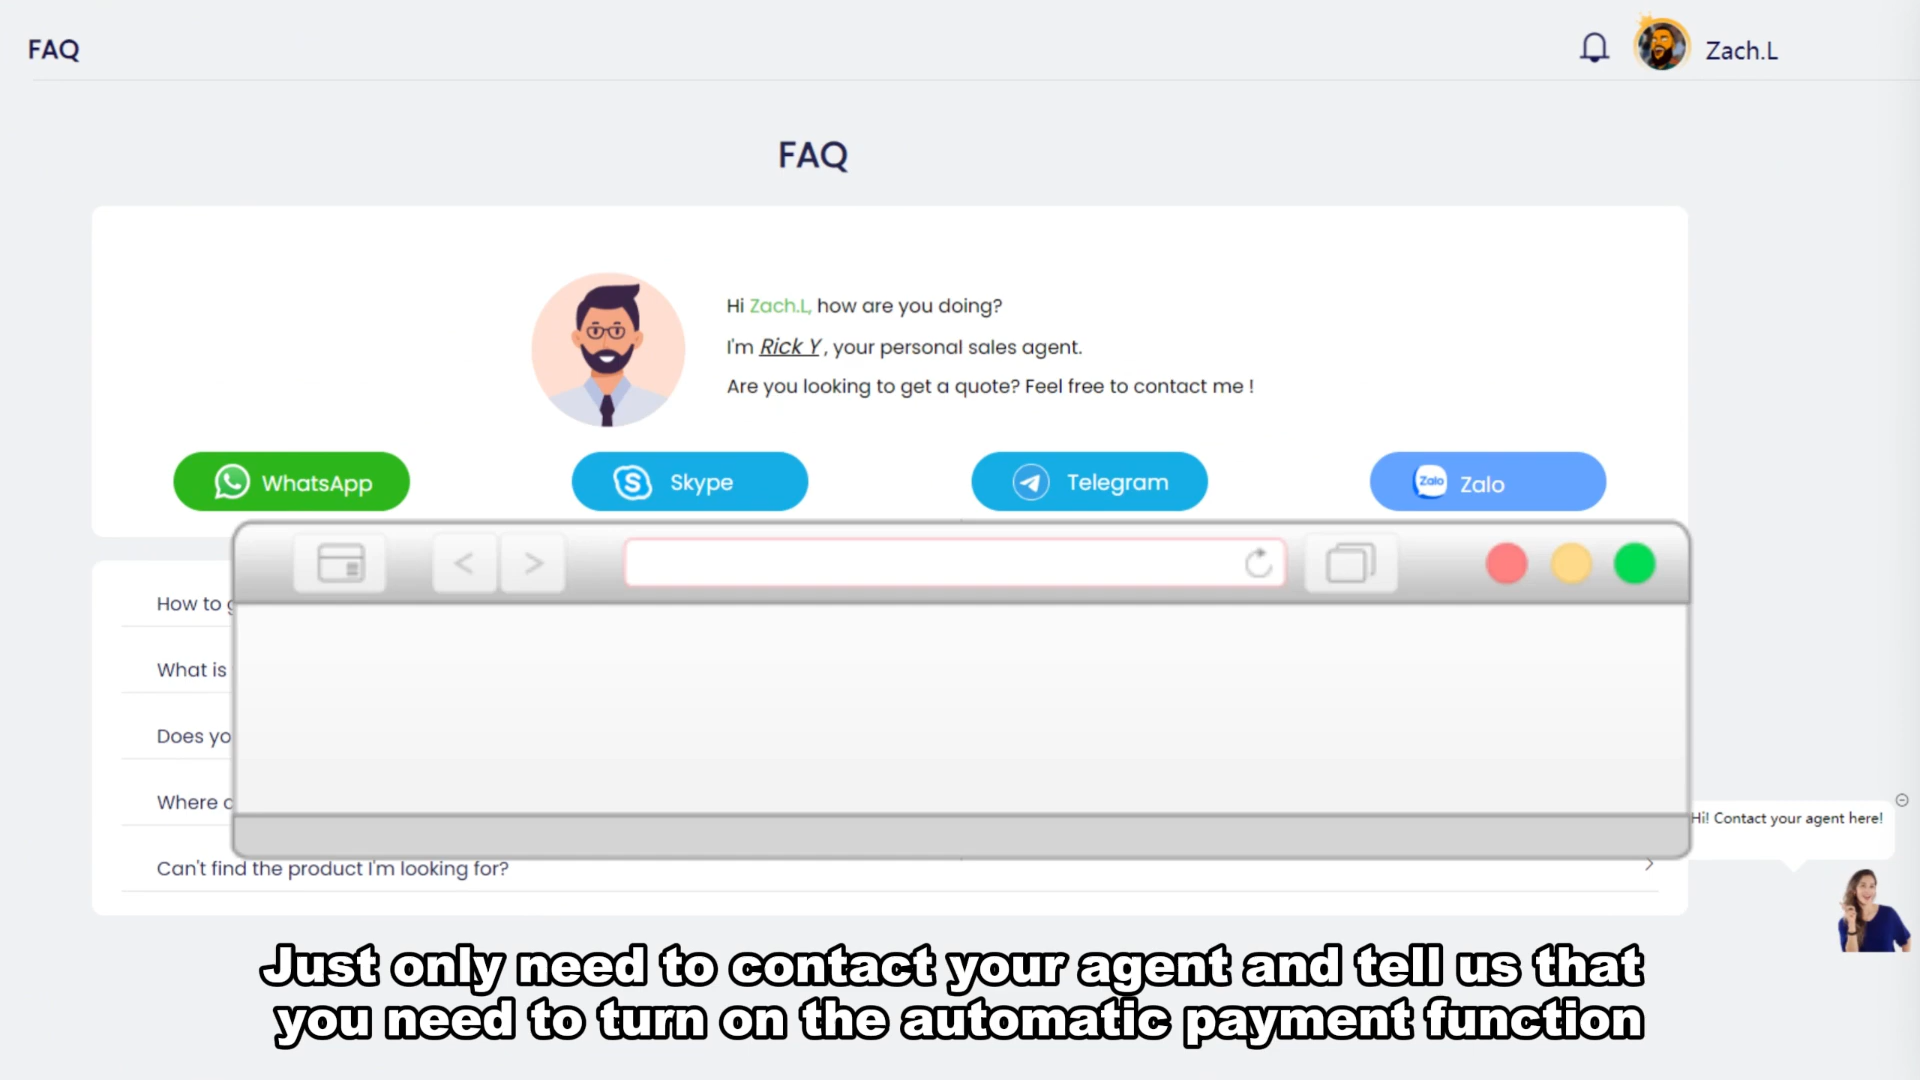 FAQ
Zach.L
FAQ
Hi Zach.L, how are you doing?
I'm Rick Y, your personal sales agent.
Are you looking to get a quote? Feel free to contact me !
WhatsApp
Skype
Telegram
Zalo
Zalo
How to
What is
Does yo
Where
Can't find the product I'm looking for?
Hi! Contact your agent here!
Just only need to contact your agent and tell us that
you need to turn on the automatic payment function